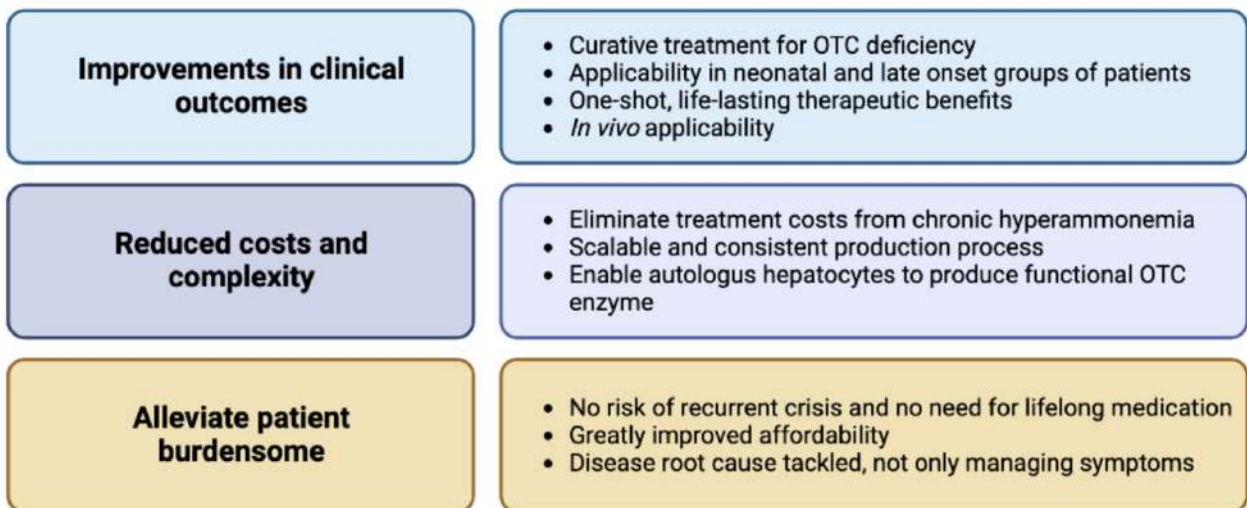 Improvements in clinical
outcomes
• Curative treatment for OTC deficiency
• Applicability in neonatal and late onset groups of patients
• One-shot, life-lasting therapeutic benefits
• In vivo applicability
Reduced costs and
complexity
• Eliminate treatment costs from chronic hyperammonemia
• Scalable and consistent production process
• Enable autologus hepatocytes to produce functional OTC
enzyme
Alleviate patient
burdensome
• No risk of recurrent crisis and no need for lifelong medication
• Greatly improved affordability
• Disease root cause tackled, not only managing symptoms